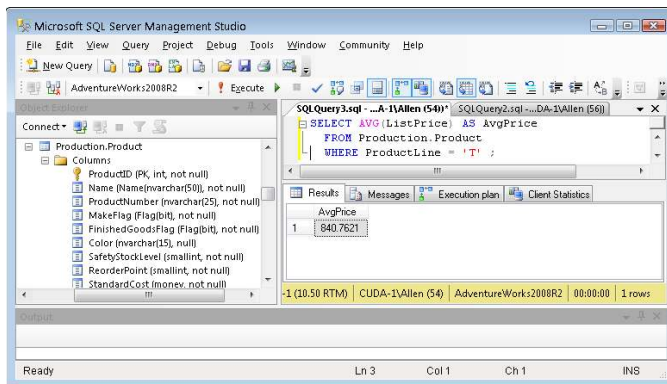 Microsoft SQL Server Management Studio
File Edit View Query Project Debug Tools Window Community Help
New Query
AdventureWorks2008R2 Execute
Object Explorer
SQLQuery3.sql - ...A-1\Allen (54))* SQLQuery2.sql -...DA-1\Allen (56))
Connect
SELECT AVG(ListPrice) AS AvgPrice
FROM Production.Product
WHERE ProductLine = 'T' ;
Production.Product
Columns
ProductID (PK, int, not null)
Name (Name(nvarchar(50)), not null)
ProductNumber (nvarchar(25), not null)
MakeFlag (Flag(bit), not null)
FinishedGoodsFlag (Flag(bit), not null)
Color (nvarchar(15), null)
SafetyStockLevel (smallint, not null)
ReorderPoint (smallint, not null)
StandardCost (money, not null)
Results Messages Execution plan Client Statistics
AvgPrice
1 840.7621
-1 (10.50 RTM) CUDA-1\Allen (54) AdventureWorks2008R2 00:00:00 1 rows
Output
Ready Ln 3 Col 1 Ch 1 INS